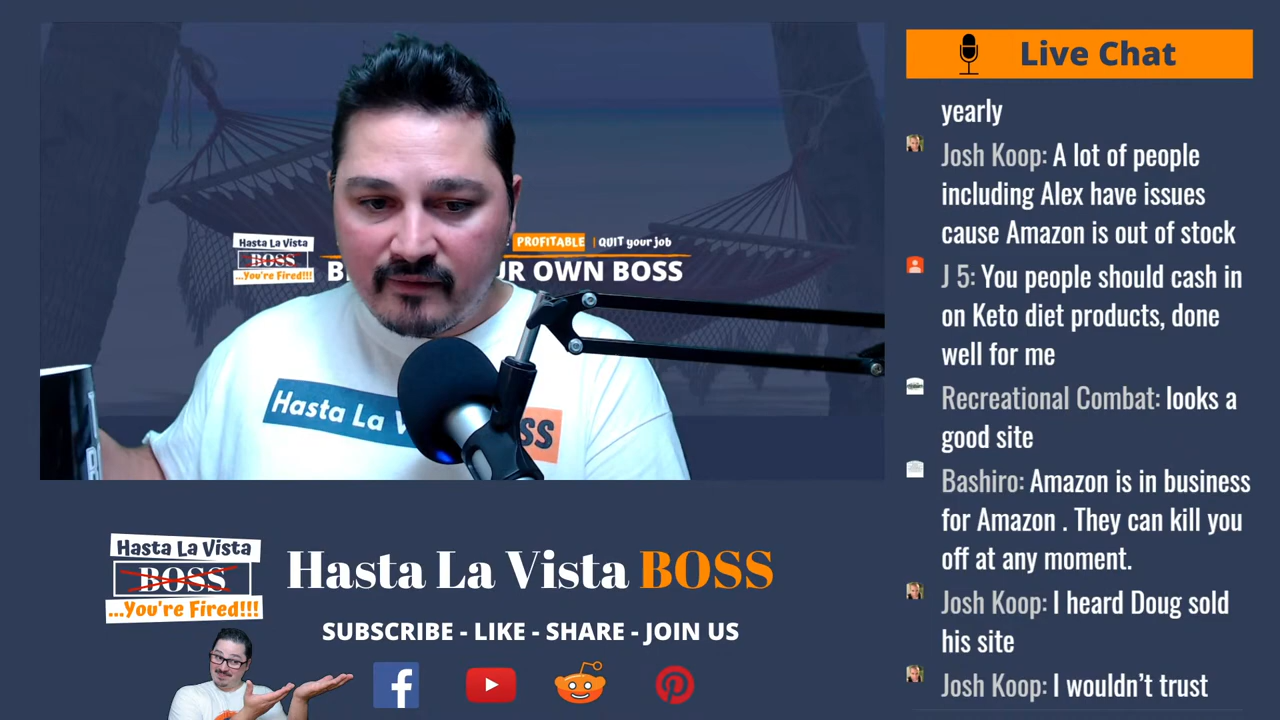 Hasta La Vista
BOSS
...You're Fired!!!
PROFITABLE | QUIT your job
UR OWN BOSS
Hasta La V
SS
Hasta La Vista
BOSS
...You're Fired!!!
Hasta La Vista BOSS
SUBSCRIBE - LIKE - SHARE - JOIN US
Live Chat
yearly
Josh Koop: A lot of people
including Alex have issues
cause Amazon is out of stock
J 5: You people should cash in
on Keto diet products, done
well for me
Recreational Combat: looks a
good site
Bashiro: Amazon is in business
for Amazon . They can kill you
off at any moment.
Josh Koop: I heard Doug sold
his site
Josh Koop: I wouldn't trust